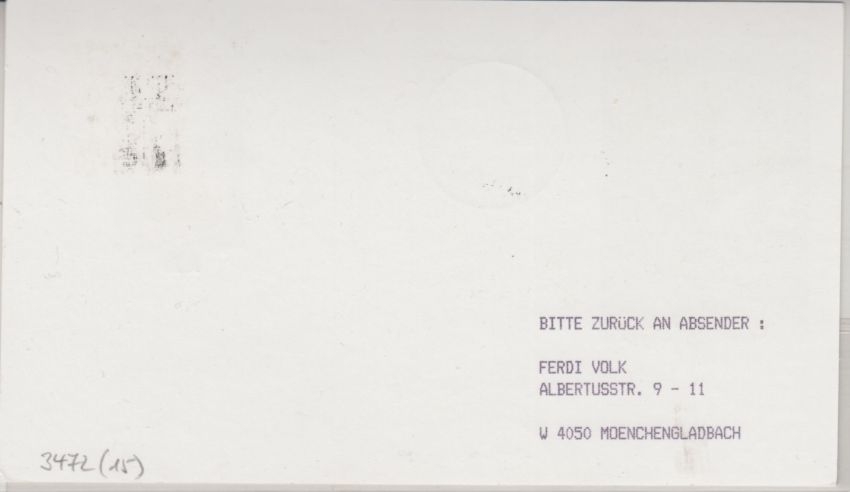 BITTE ZURüCK AN ABSENDER :
FERDI VOLK
ALBERTUSSTR. 9 - 11
W 4050 MOENCHENGLADBACH
3472 (15)